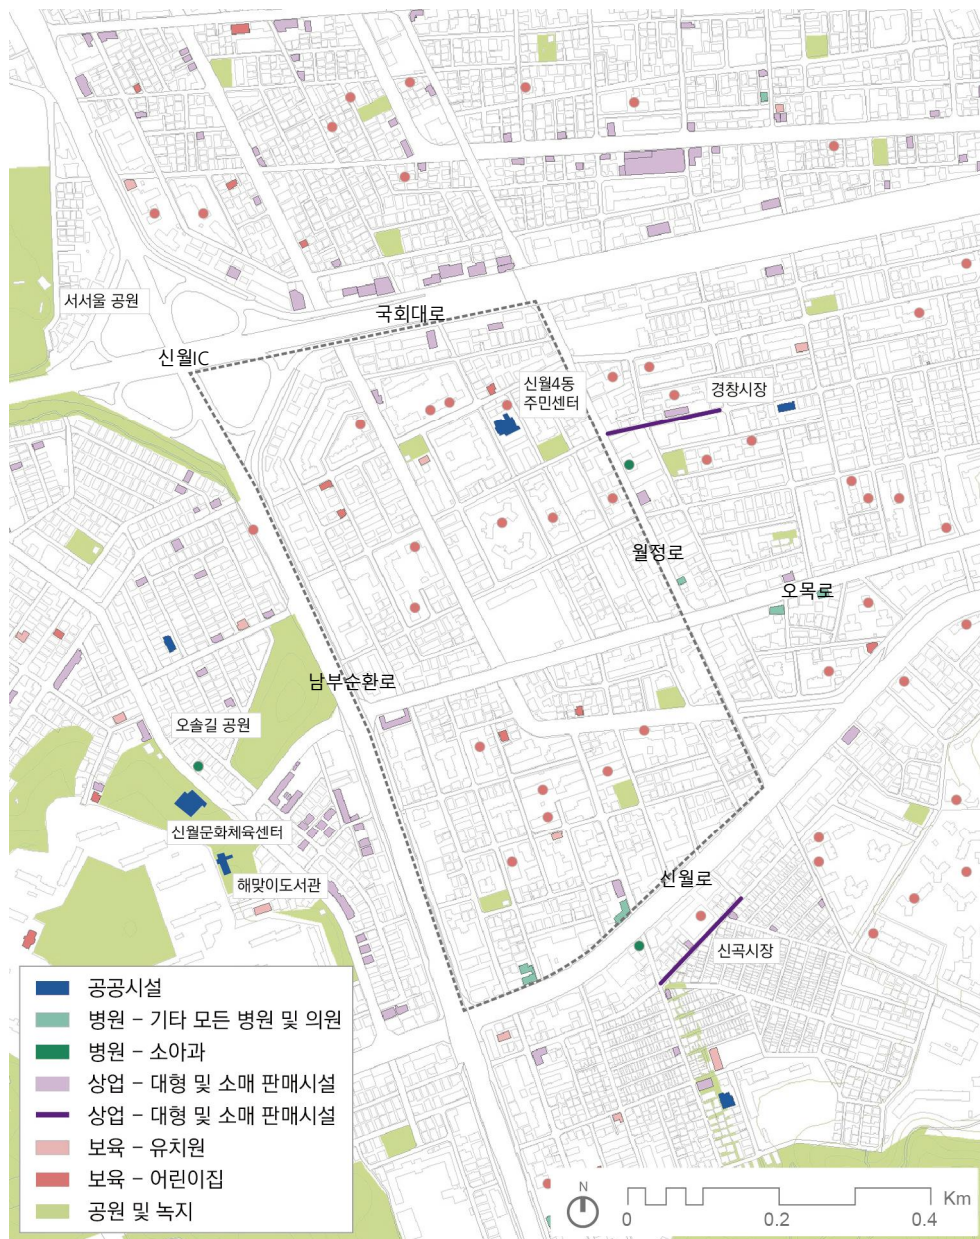 서서울 공원
국회대로
신월IC
신월4동
주민센터
경창시장
월정로
오목로
남부순환로
오솔길 공원
신월문화체육센터
해맞이도서관
신월로
신곡시장
공공시설
병원 – 기타 모든 병원 및 의원
병원 – 소아과
상업 – 대형 및 소매 판매시설
상업 – 대형 및 소매 판매시설
보육 – 유치원
보육 – 어린이집
공원 및 녹지
N
Km
0 0.2 0.4